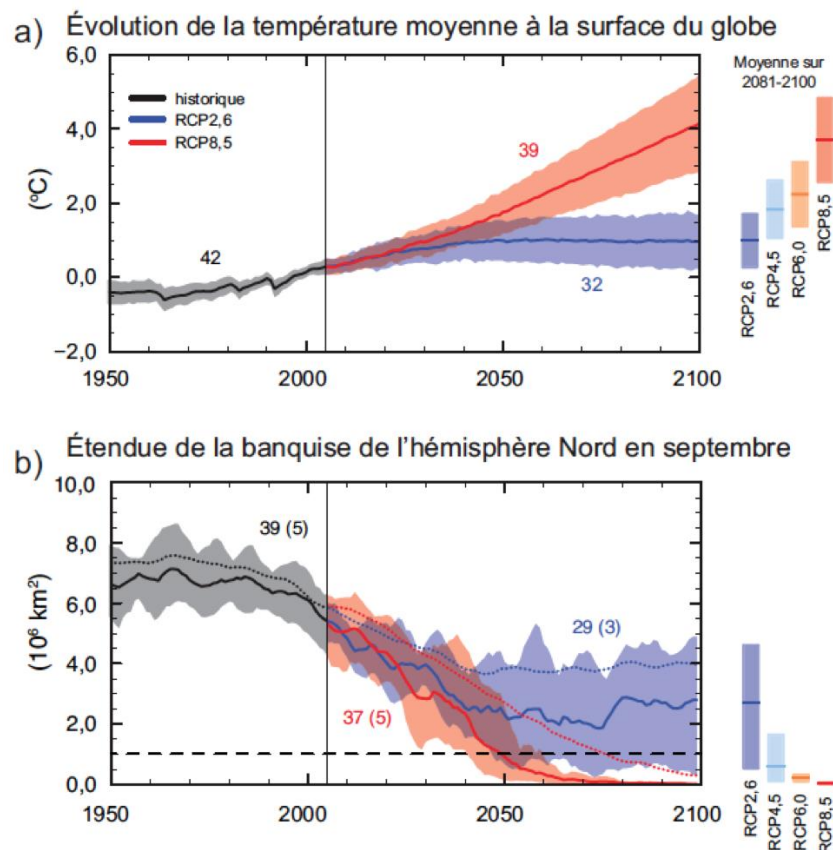 a) Évolution de la température moyenne à la surface du globe
6,0
4,0
2,0
0,0
−2,0
(°C)
historique
RCP2,6
RCP8,5
42
39
32
1950
2000
2050
2100
Moyenne sur
2081-2100
RCP2,6
RCP4,5
RCP6,0
RCP8,5
b) Étendue de la banquise de l’hémisphère Nord en septembre
10,0
8,0
6,0
4,0
2,0
0,0
(10⁶ km²)
39 (5)
29 (3)
37 (5)
1950
2000
2050
2100
RCP2,6
RCP4,5
RCP6,0
RCP8,5